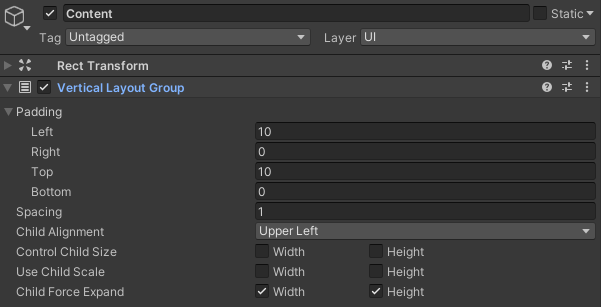 Content Static
Tag Untagged Layer UI
Rect Transform
Vertical Layout Group
Padding
Left 10
Right 0
Top 10
Bottom 0
Spacing 1
Child Alignment Upper Left
Control Child Size Width Height
Use Child Scale Width Height
Child Force Expand Width Height